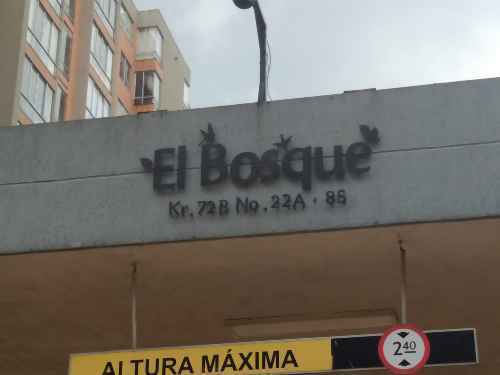 El Bosque
Kr. 72B No. 22A - 85
ALTURA MÁXIMA
2.40